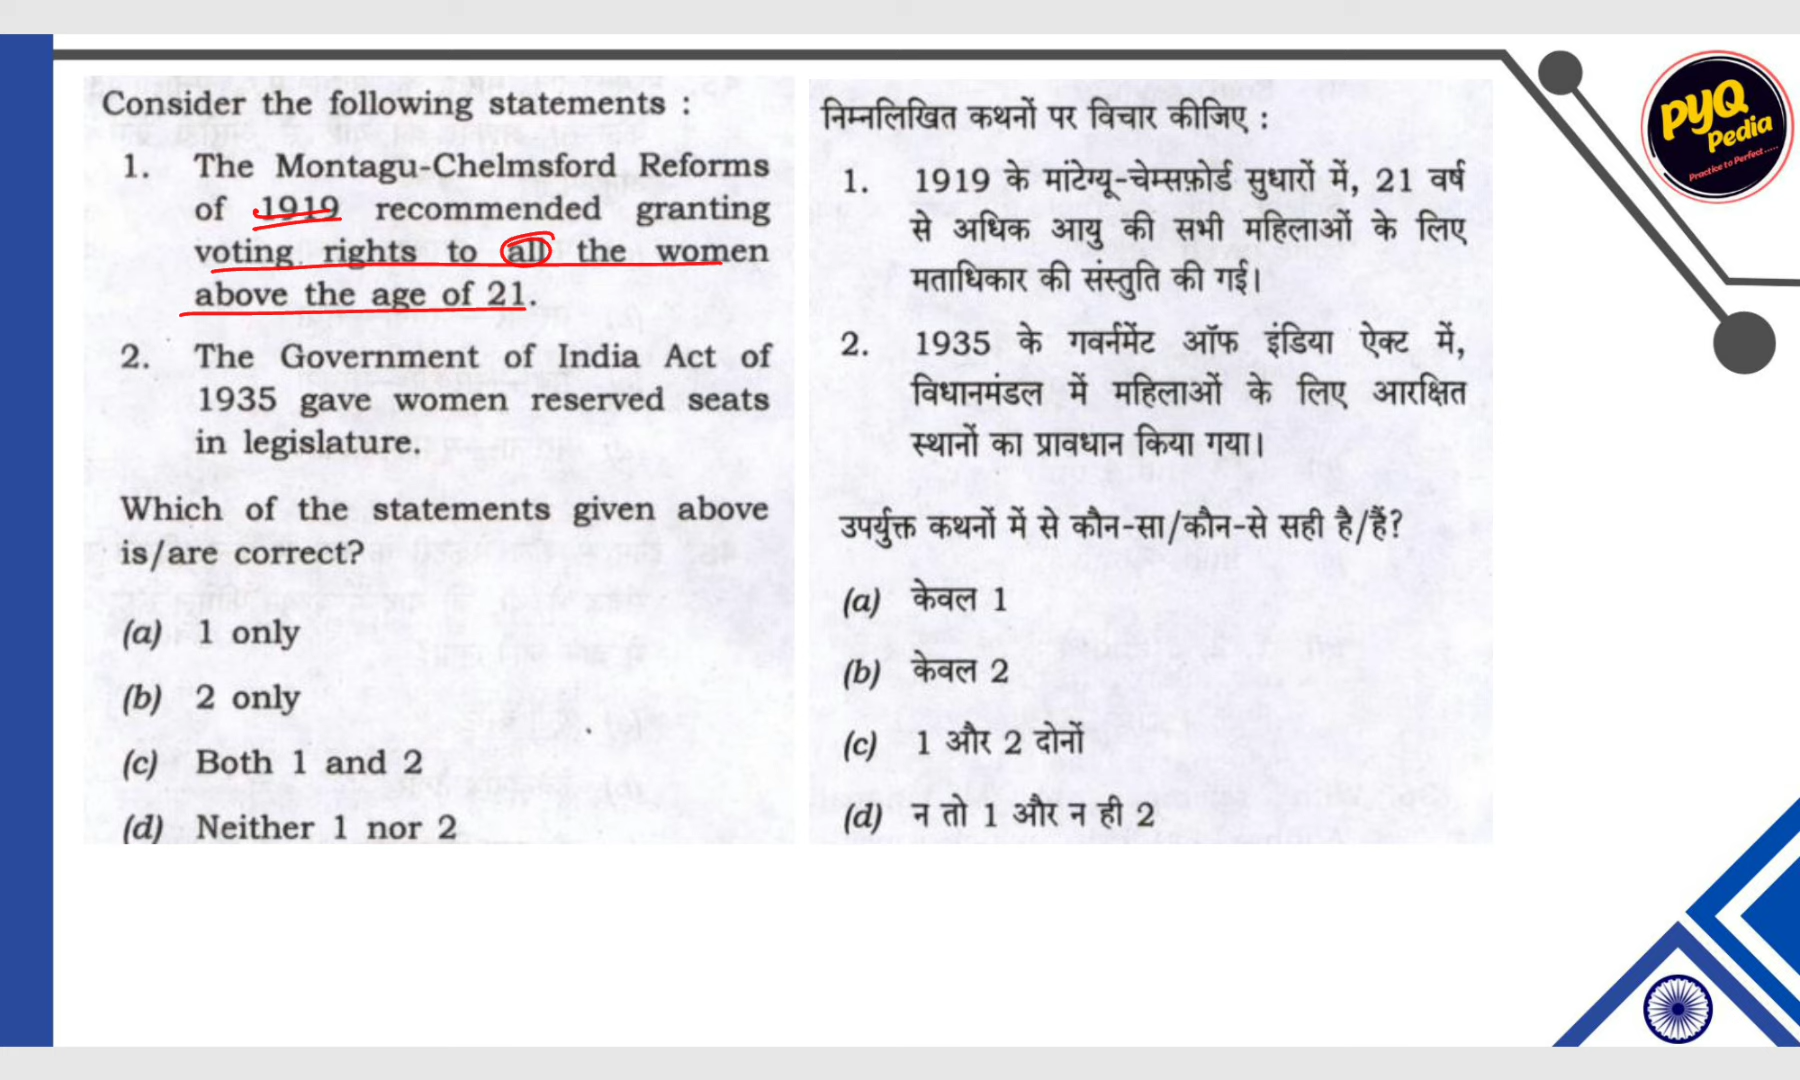 Consider the following statements :
1. The Montagu-Chelmsford Reforms
of 1919 recommended granting
voting rights to all the women
above the age of 21.
2. The Government of India Act of
1935 gave women reserved seats
in legislature.
Which of the statements given above
is/are correct?
(a) 1 only
(b) 2 only
(c) Both 1 and 2
(d) Neither 1 nor 2
निम्नलिखित कथनों पर विचार कीजिए :
1. 1919 के मांटेग्यू-चेम्सफ़ोर्ड सुधारों में, 21 वर्ष
से अधिक आयु की सभी महिलाओं के लिए
मताधिकार की संस्तुति की गई।
2. 1935 के गवर्नमेंट ऑफ इंडिया ऐक्ट में,
विधानमंडल में महिलाओं के लिए आरक्षित
स्थानों का प्रावधान किया गया।
उपर्युक्त कथनों में से कौन-सा/कौन-से सही है/हैं?
(a) केवल 1
(b) केवल 2
(c) 1 और 2 दोनों
(d) न तो 1 और न ही 2
PYQ
Pedia
Practice to Perfect.....